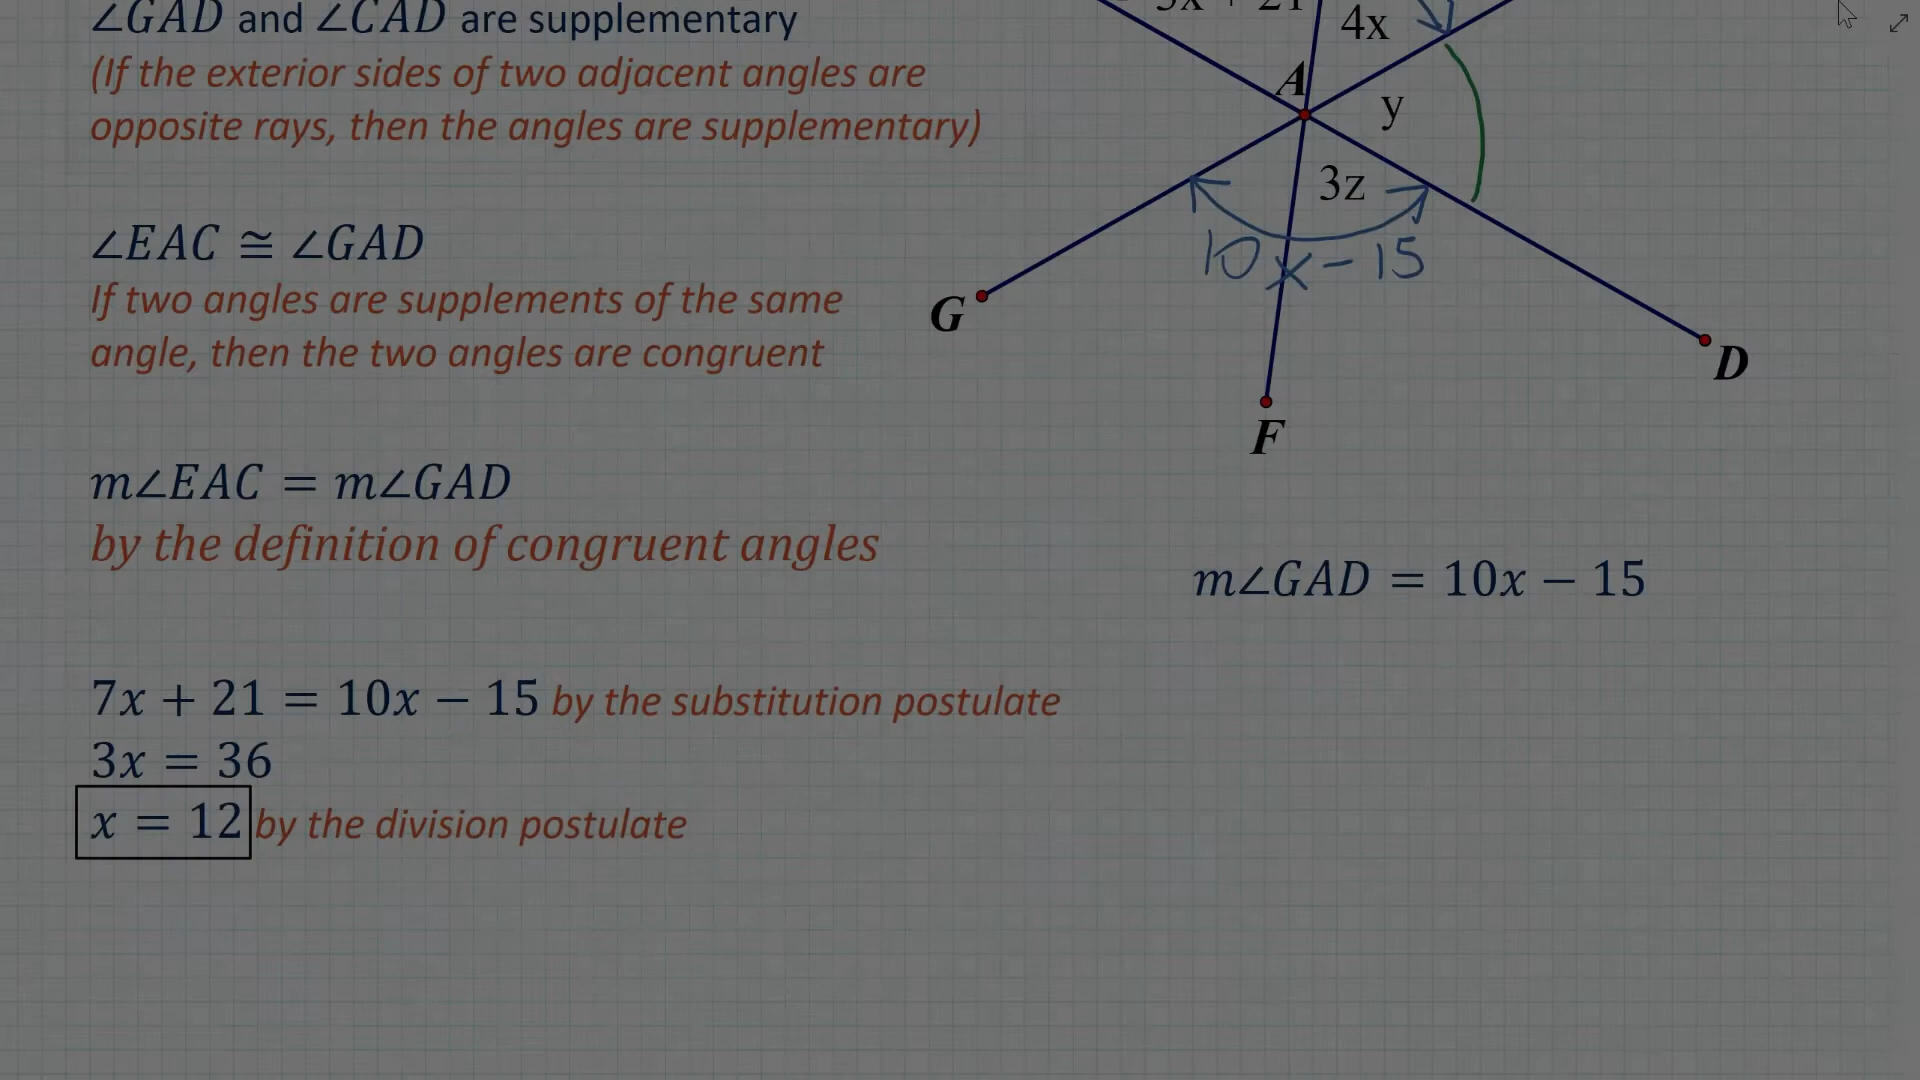 ∠GAD and ∠CAD are supplementary
(If the exterior sides of two adjacent angles are
opposite rays, then the angles are supplementary)
∠EAC ≅ ∠GAD
If two angles are supplements of the same
angle, then the two angles are congruent
m∠EAC = m∠GAD
by the definition of congruent angles
7x + 21 = 10x − 15 by the substitution postulate
3x = 36
x = 12 by the division postulate
4x
A
y
3z
10x − 15
G
D
F
m∠GAD = 10x − 15